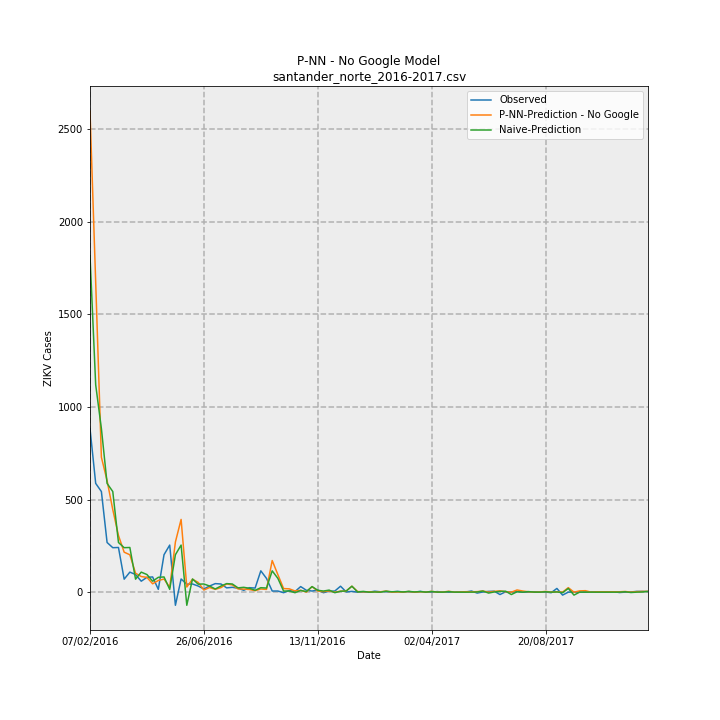 P-NN - No Google Model
santander_norte_2016-2017.csv
Observed
P-NN-Prediction - No Google
Naive-Prediction
ZIKV Cases
2500
2000
1500
1000
500
0
07/02/2016
26/06/2016
13/11/2016
02/04/2017
20/08/2017
Date